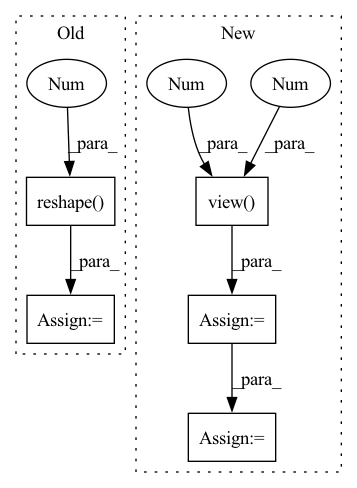 Old
New
Num
Num
Num
_para_
_para_
_para_
reshape()
view()
_para_
_para_
Assign:=
Assign:=
_para_
Assign:=